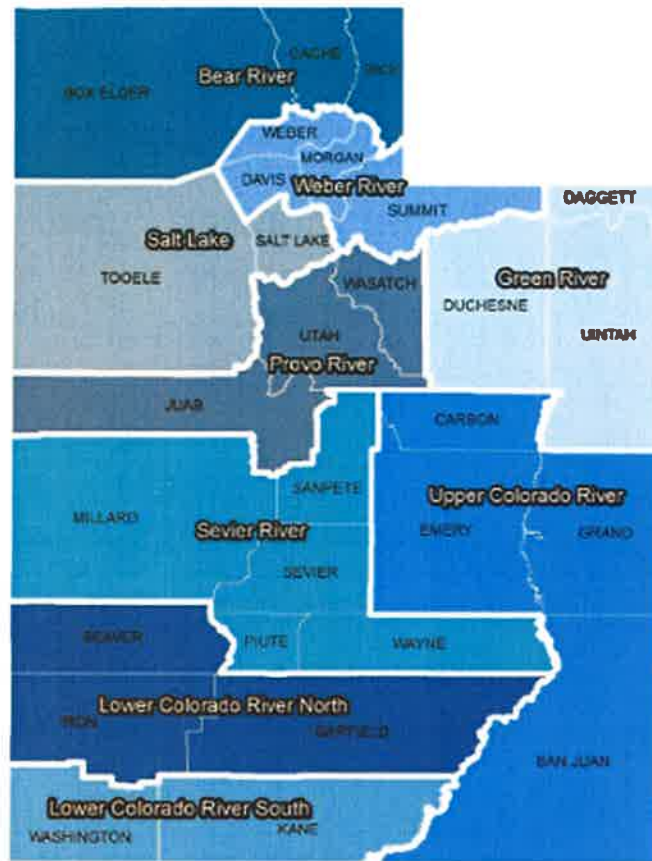 CACHE
RICH
Bear River
BOX ELDER
WEBER
MORGAN
DAVIS
Weber River
DAGGETT
SUMMIT
Salt Lake
SALT LAKE
TOOELE
WASATCH
Green River
DUCHESNE
UTAH
UINTAH
Provo River
JUAB
CARBON
SANPETE
Upper Colorado River
MILLARD
Sevier River
EMERY
GRAND
SEVIER
BEAVER
PIUTE
WAYNE
Lower Colorado River North
IRON
GARFIELD
SAN JUAN
Lower Colorado River South
WASHINGTON
KANE